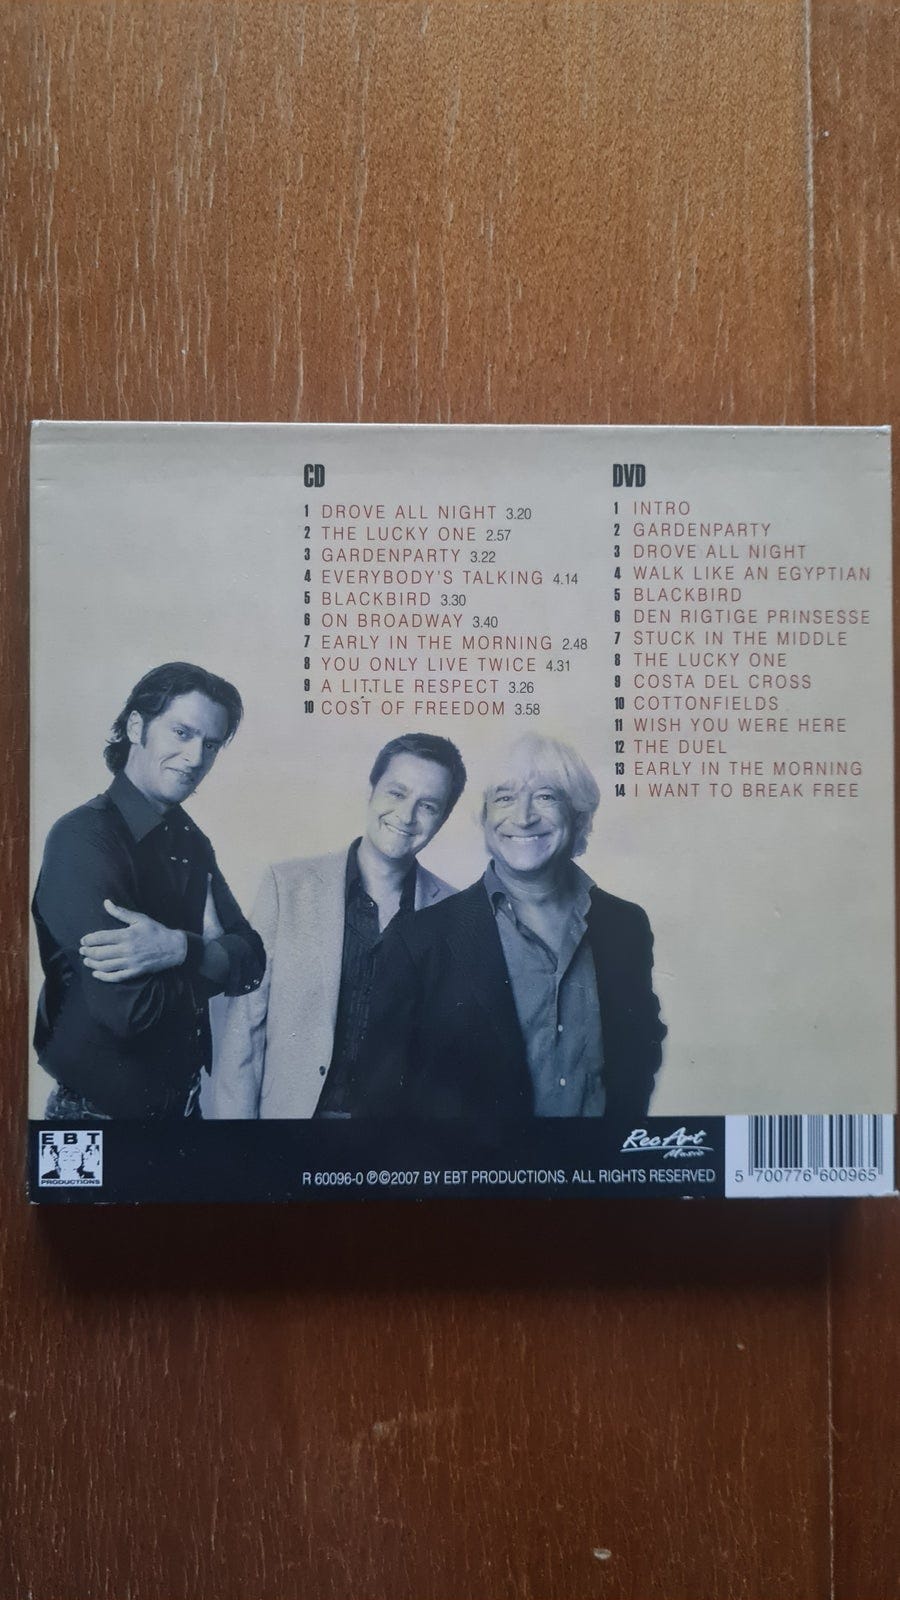 CD
1 DROVE ALL NIGHT 3.20
2 THE LUCKY ONE 2.57
3 GARDENPARTY 3.22
4 EVERYBODY'S TALKING 4.14
5 BLACKBIRD 3.30
6 ON BROADWAY 3.40
7 EARLY IN THE MORNING 2.48
8 YOU ONLY LIVE TWICE 4.31
9 A LITTLE RESPECT 3.26
10 COST OF FREEDOM 3.58
DVD
1 INTRO
2 GARDENPARTY
3 DROVE ALL NIGHT
4 WALK LIKE AN EGYPTIAN
5 BLACKBIRD
6 DEN RIGTIGE PRINSESSE
7 STUCK IN THE MIDDLE
8 THE LUCKY ONE
9 COSTA DEL CROSS
10 COTTONFIELDS
11 WISH YOU WERE HERE
12 THE DUEL
13 EARLY IN THE MORNING
14 I WANT TO BREAK FREE
EBT
PRODUCTIONS
RecArt
Music
R 60096-0 ℗©2007 BY EBT PRODUCTIONS. ALL RIGHTS RESERVED
5 700776 600965